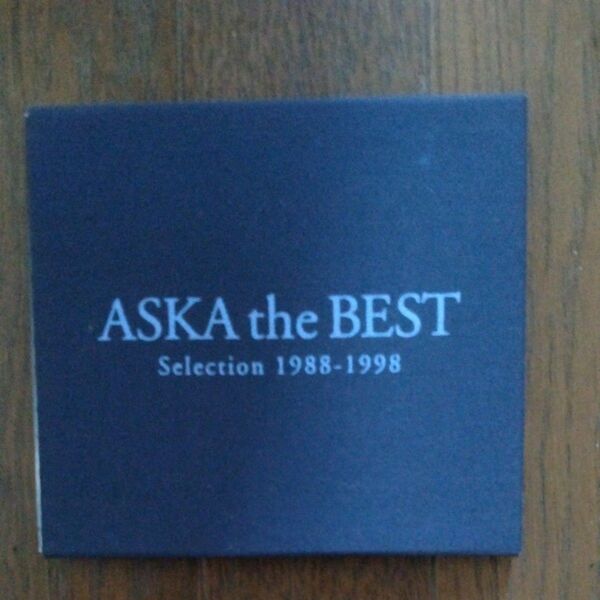 ASKA the BEST
Selection 1988-1998